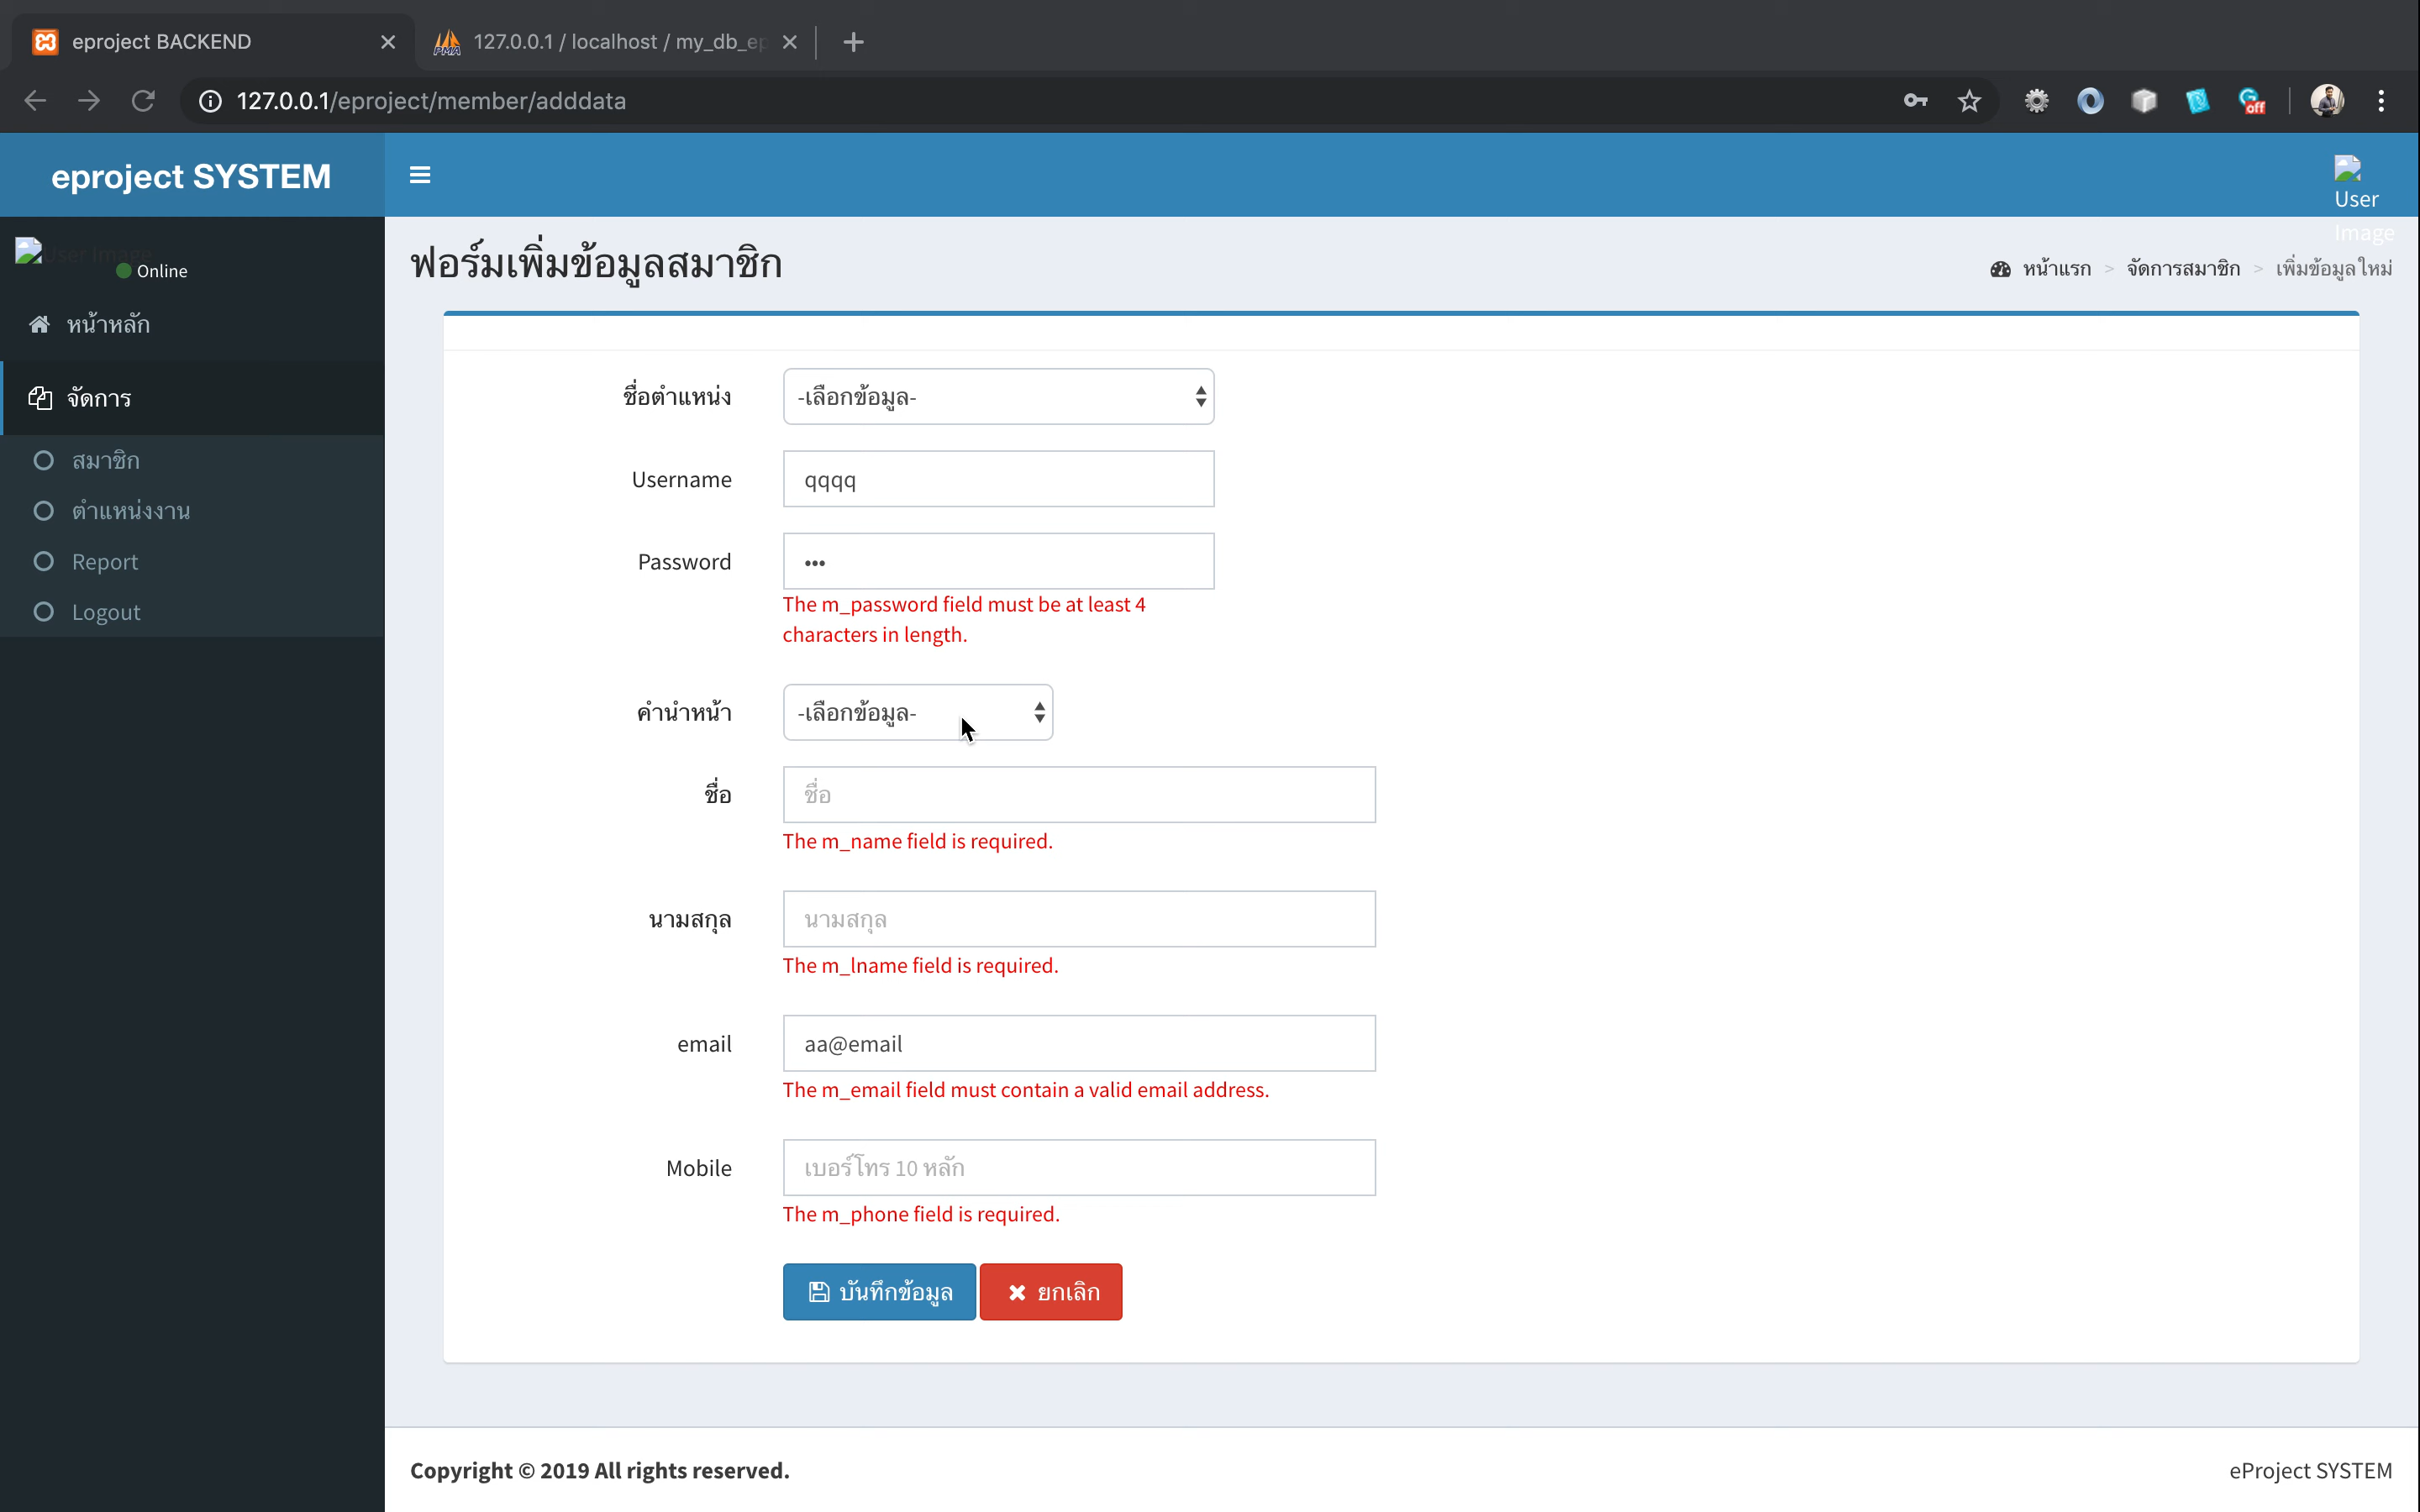 eproject BACKEND
127.0.0.1 / localhost / my_db_ep
127.0.0.1/eproject/member/adddata
off
eproject SYSTEM
User
Image
User Image
Online
ฟอร์มเพิ่มข้อมูลสมาชิก
หน้าแรก > จัดการสมาชิก > เพิ่มข้อมูลใหม่
หน้าหลัก
จัดการ
สมาชิก
ตำแหน่งงาน
Report
Logout
ชื่อตำแหน่ง -เลือกข้อมูล-
Username qqqq
Password •••
The m_password field must be at least 4
characters in length.
คำนำหน้า -เลือกข้อมูล-
ชื่อ ชื่อ
The m_name field is required.
นามสกุล นามสกุล
The m_lname field is required.
email aa@email
The m_email field must contain a valid email address.
Mobile เบอร์โทร 10 หลัก
The m_phone field is required.
บันทึกข้อมูล ยกเลิก
Copyright © 2019 All rights reserved. eProject SYSTEM